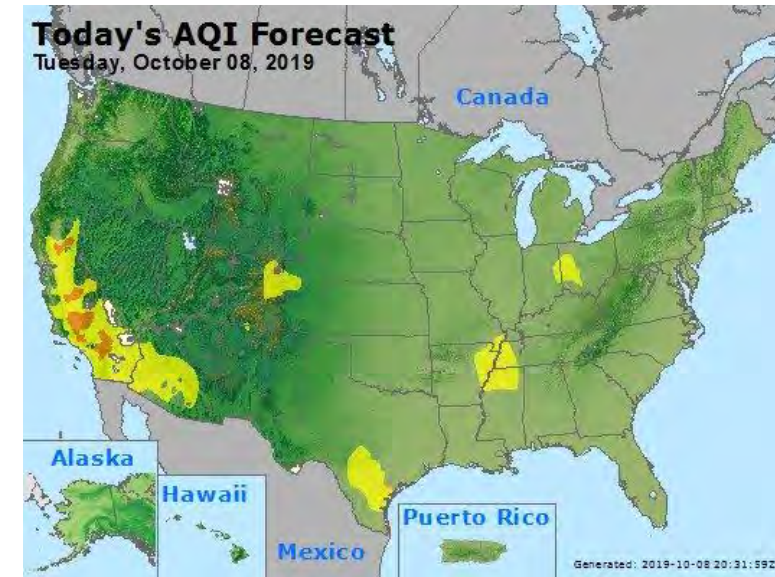 Today's AQI Forecast
Tuesday, October 08, 2019
Canada
Alaska
Hawaii
Mexico
Puerto Rico
Generated: 2019-10-08 20:31:59Z